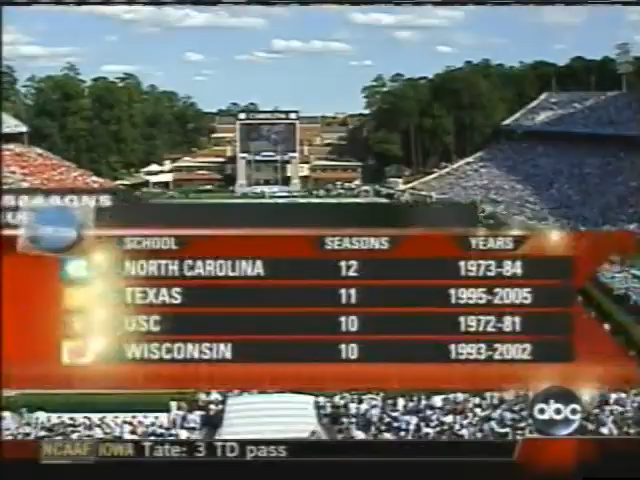 SEASONS
SCHOOL SEASONS YEARS
NORTH CAROLINA 12 1973-84
TEXAS 11 1995-2005
USC 10 1972-81
WISCONSIN 10 1993-2002
abc
NCAAF IOWA Tate: 3 TD pass